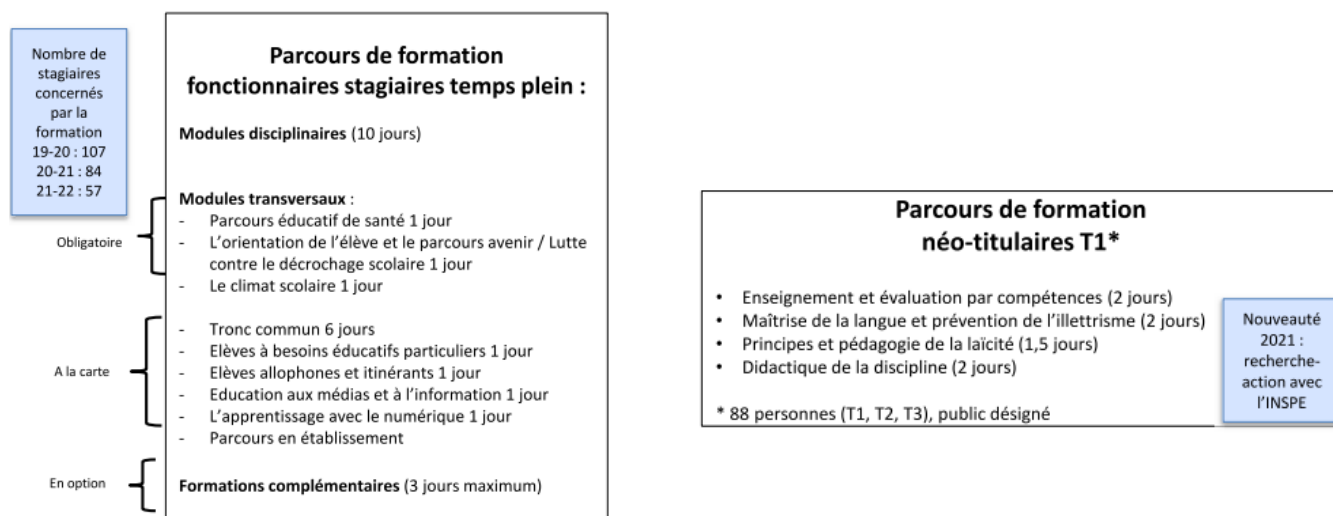 Nombre de
stagiaires
concernés
par la
formation
19-20 : 107
20-21 : 84
21-22 : 57
Parcours de formation
fonctionnaires stagiaires temps plein :
Modules disciplinaires (10 jours)
Obligatoire
Modules transversaux :
- Parcours éducatif de santé 1 jour
- L'orientation de l'élève et le parcours avenir / Lutte
contre le décrochage scolaire 1 jour
- Le climat scolaire 1 jour
A la carte
- Tronc commun 6 jours
- Elèves à besoins éducatifs particuliers 1 jour
- Elèves allophones et itinérants 1 jour
- Education aux médias et à l'information 1 jour
- L'apprentissage avec le numérique 1 jour
- Parcours en établissement
En option
Formations complémentaires (3 jours maximum)
Parcours de formation
néo-titulaires T1*
• Enseignement et évaluation par compétences (2 jours)
• Maîtrise de la langue et prévention de l'illettrisme (2 jours)
• Principes et pédagogie de la laïcité (1,5 jours)
• Didactique de la discipline (2 jours)
* 88 personnes (T1, T2, T3), public désigné
Nouveauté
2021 :
recherche-
action avec
l'INSPE